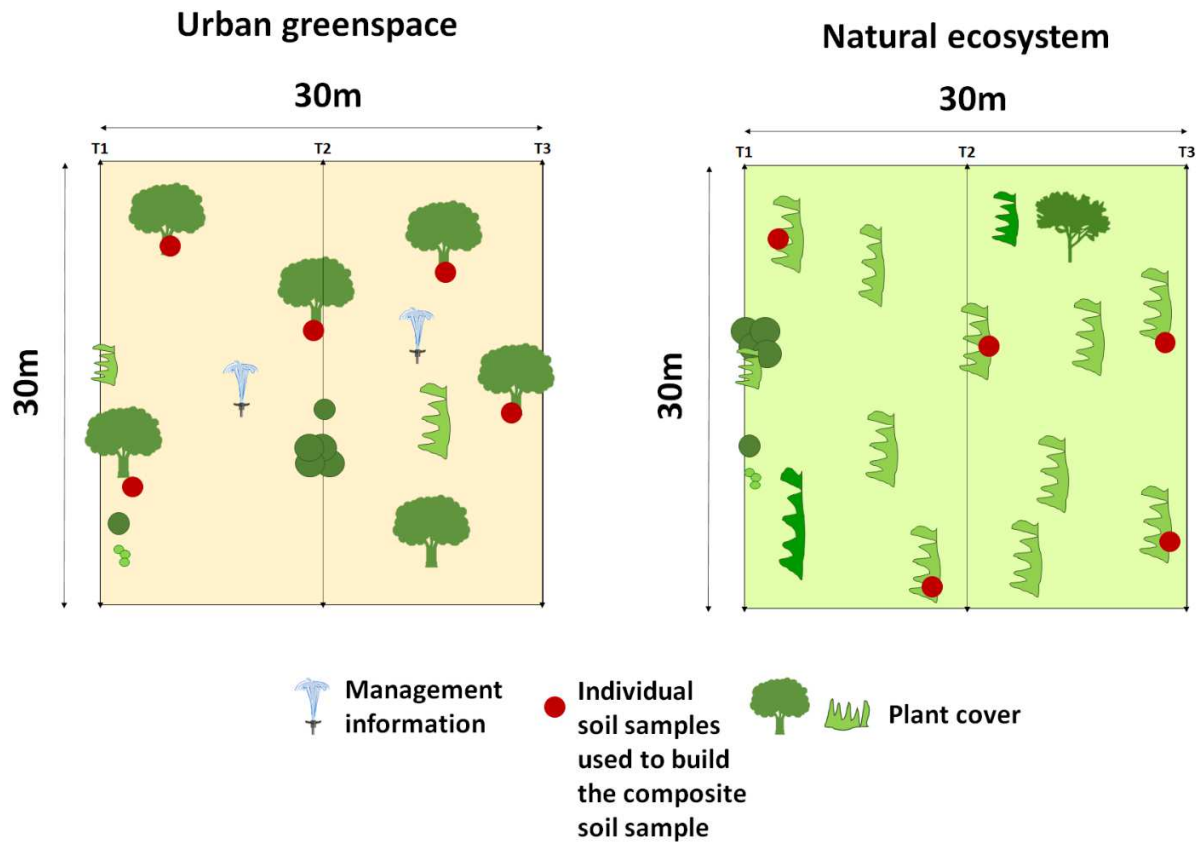 Urban greenspace
30m
T1 T2 T3
30m
Natural ecosystem
30m
T1 T2 T3
30m
Management
information
Individual
soil samples
used to build
the composite
soil sample
Plant cover